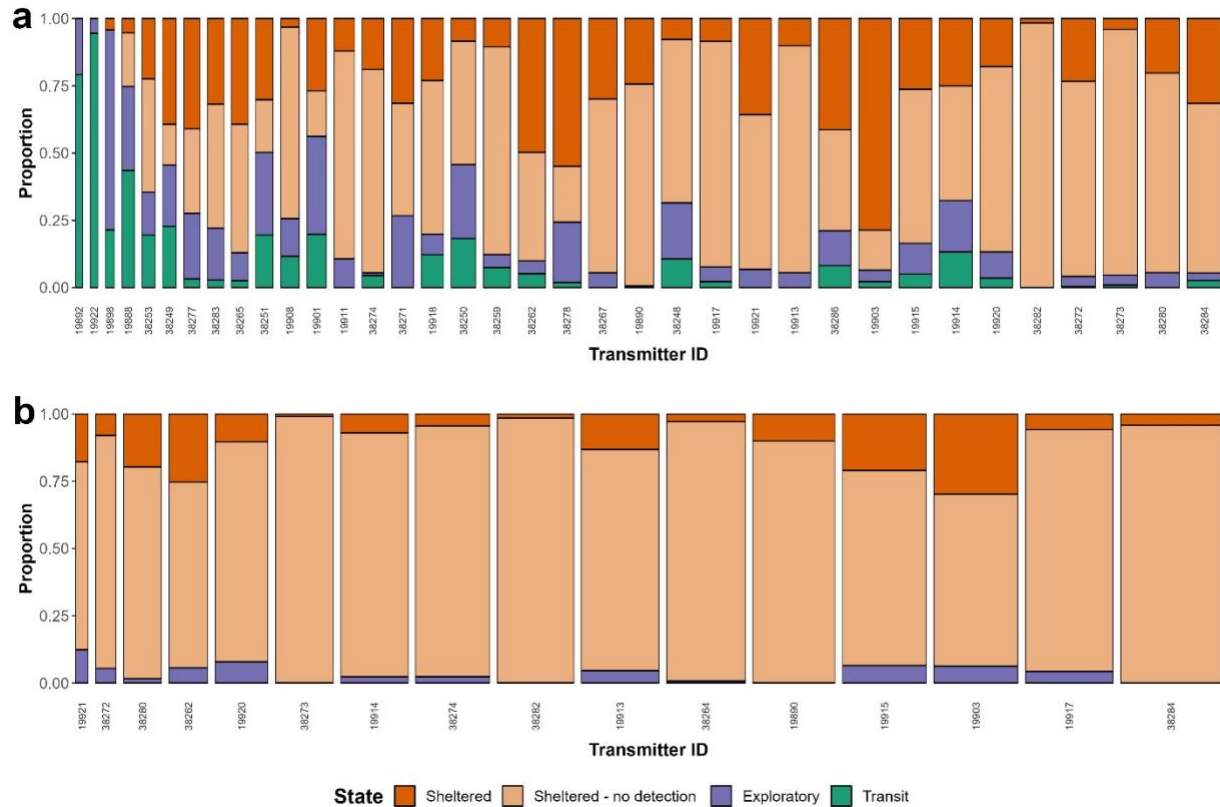 a
1.00
0.75
0.50
0.25
0.00
Proportion
19892 19922 19898 19888 38253 38249 38277 38283 38265 38251 19908 19901 19911 38274 38271 19918 38250 38259 38262 38278 38267 19890 38248 19917 19921 19913 38286 19903 19915 19914 19920 38282 38272 38273 38280 38284
Transmitter ID
b
1.00
0.75
0.50
0.25
0.00
Proportion
19921 38272 38280 38262 19920 38273 19914 38274 38282 19913 38264 19890 19915 19903 19917 38284
Transmitter ID
State Sheltered Sheltered - no detection Exploratory Transit